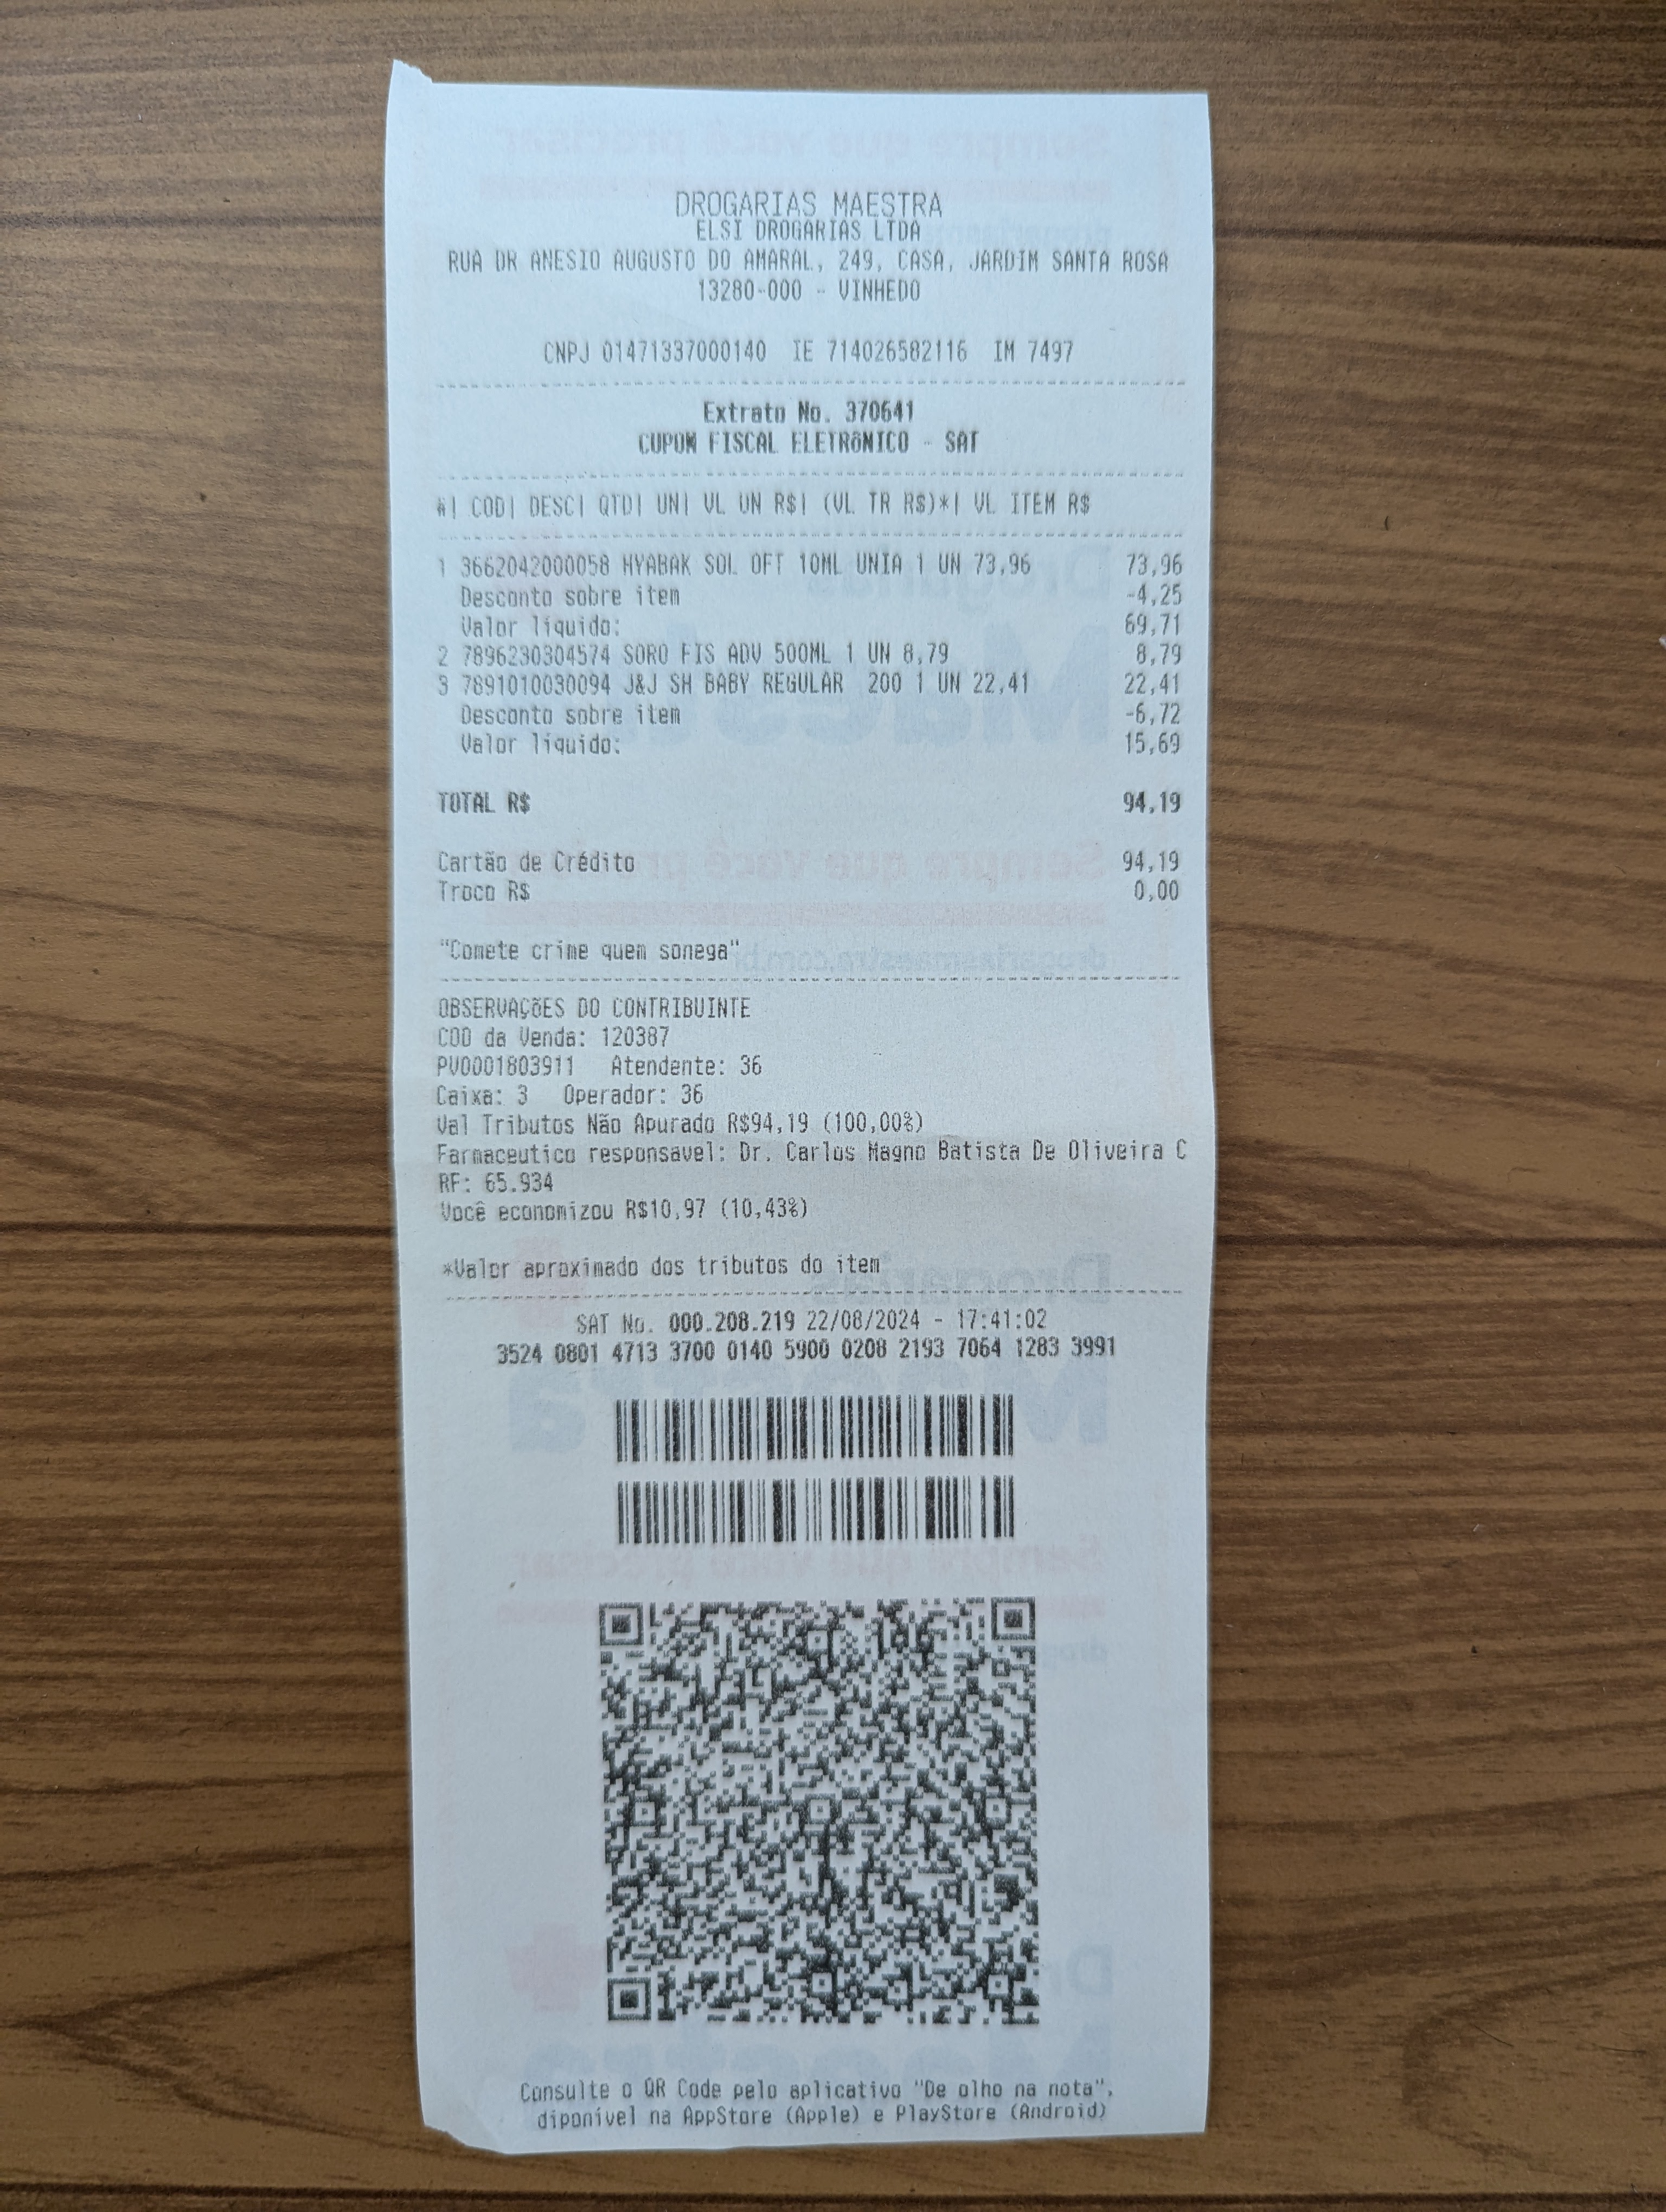 DROGARIAS MAESTRA
ELSI DROGARIAS LTDA
RUA DR ANESIO AUGUSTO DO AMARAL, 249, CASA, JARDIM SANTA ROSA
13280-000 - VINHEDO
CNPJ 01471337000140 IE 714026582116 IM 7497
Extrato No. 370641
CUPOM FISCAL ELETRôNICO - SAT
#| COD| DESC| QTD| UN| VL UN R$| (VL TR R$)*| VL ITEM R$
1 3662042000058 HYABAK SOL OFT 10ML UNIA 1 UN 73,96 73,96
Desconto sobre item -4,25
Valor líquido: 69,71
2 7896230304574 SORO FIS ADV 500ML 1 UN 8,79 8,79
3 7891010030094 J&J SH BABY REGULAR 200 1 UN 22,41 22,41
Desconto sobre item -6,72
Valor líquido: 15,69
TOTAL R$ 94,19
Cartão de Crédito 94,19
Troco R$ 0,00
"Comete crime quem sonega"
OBSERVAÇõES DO CONTRIBUINTE
COD da Venda: 120387
PV0001803911 Atendente: 36
Caixa: 3 Operador: 36
Val Tributos Não Apurado R$94,19 (100,00%)
Farmaceutico responsavel: Dr. Carlos Magno Batista De Oliveira C
RF: 65.934
Você economizou R$10,97 (10,43%)
*Valor aproximado dos tributos do item
SAT No. 000.208.219 22/08/2024 - 17:41:02
3524 0801 4713 3700 0140 5900 0208 2193 7064 1283 3991
Consulte o QR Code pelo aplicativo "De olho na nota",
diponível na AppStore (Apple) e PlayStore (Android)